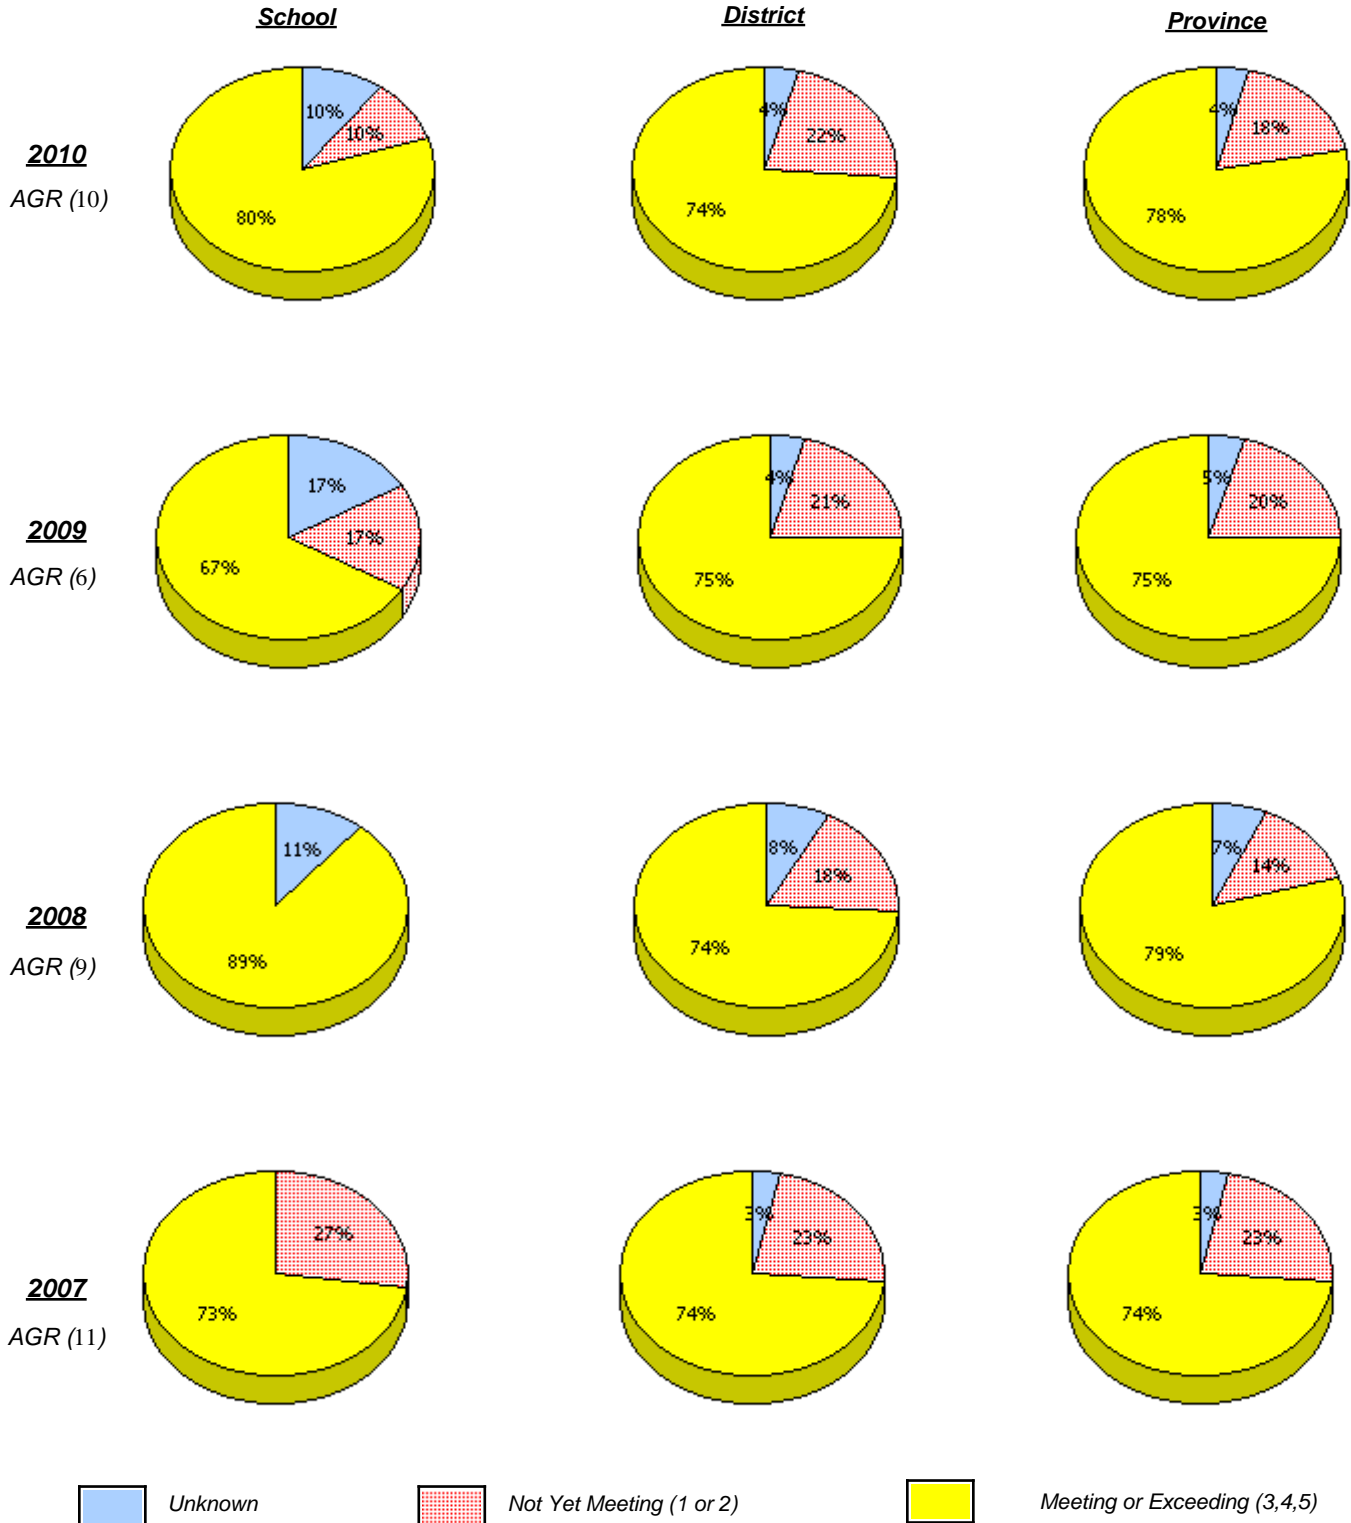 School District Province
10% 10% 80%
4% 22% 74%
4% 18% 78%
2010
AGR (10)
17% 17% 67%
4% 21% 75%
5% 20% 75%
2009
AGR (6)
11% 89%
8% 18% 74%
7% 14% 79%
2008
AGR (9)
27% 73%
3% 23% 74%
3% 23% 74%
2007
AGR (11)
Unknown Not Yet Meeting (1 or 2) Meeting or Exceeding (3,4,5)